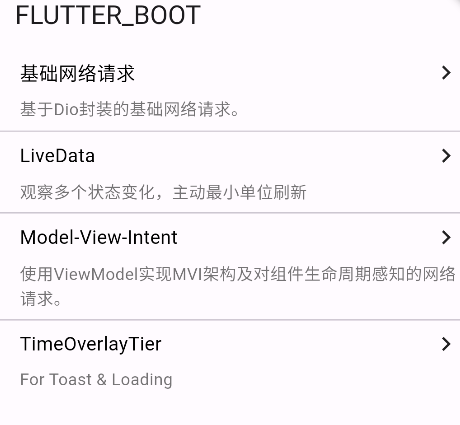 FLUTTER_BOOT
基础网络请求
基于Dio封装的基础网络请求。
LiveData
观察多个状态变化，主动最小单位刷新
Model-View-Intent
使用ViewModel实现MVI架构及对组件生命周期感知的网络
请求。
TimeOverlayTier
For Toast & Loading